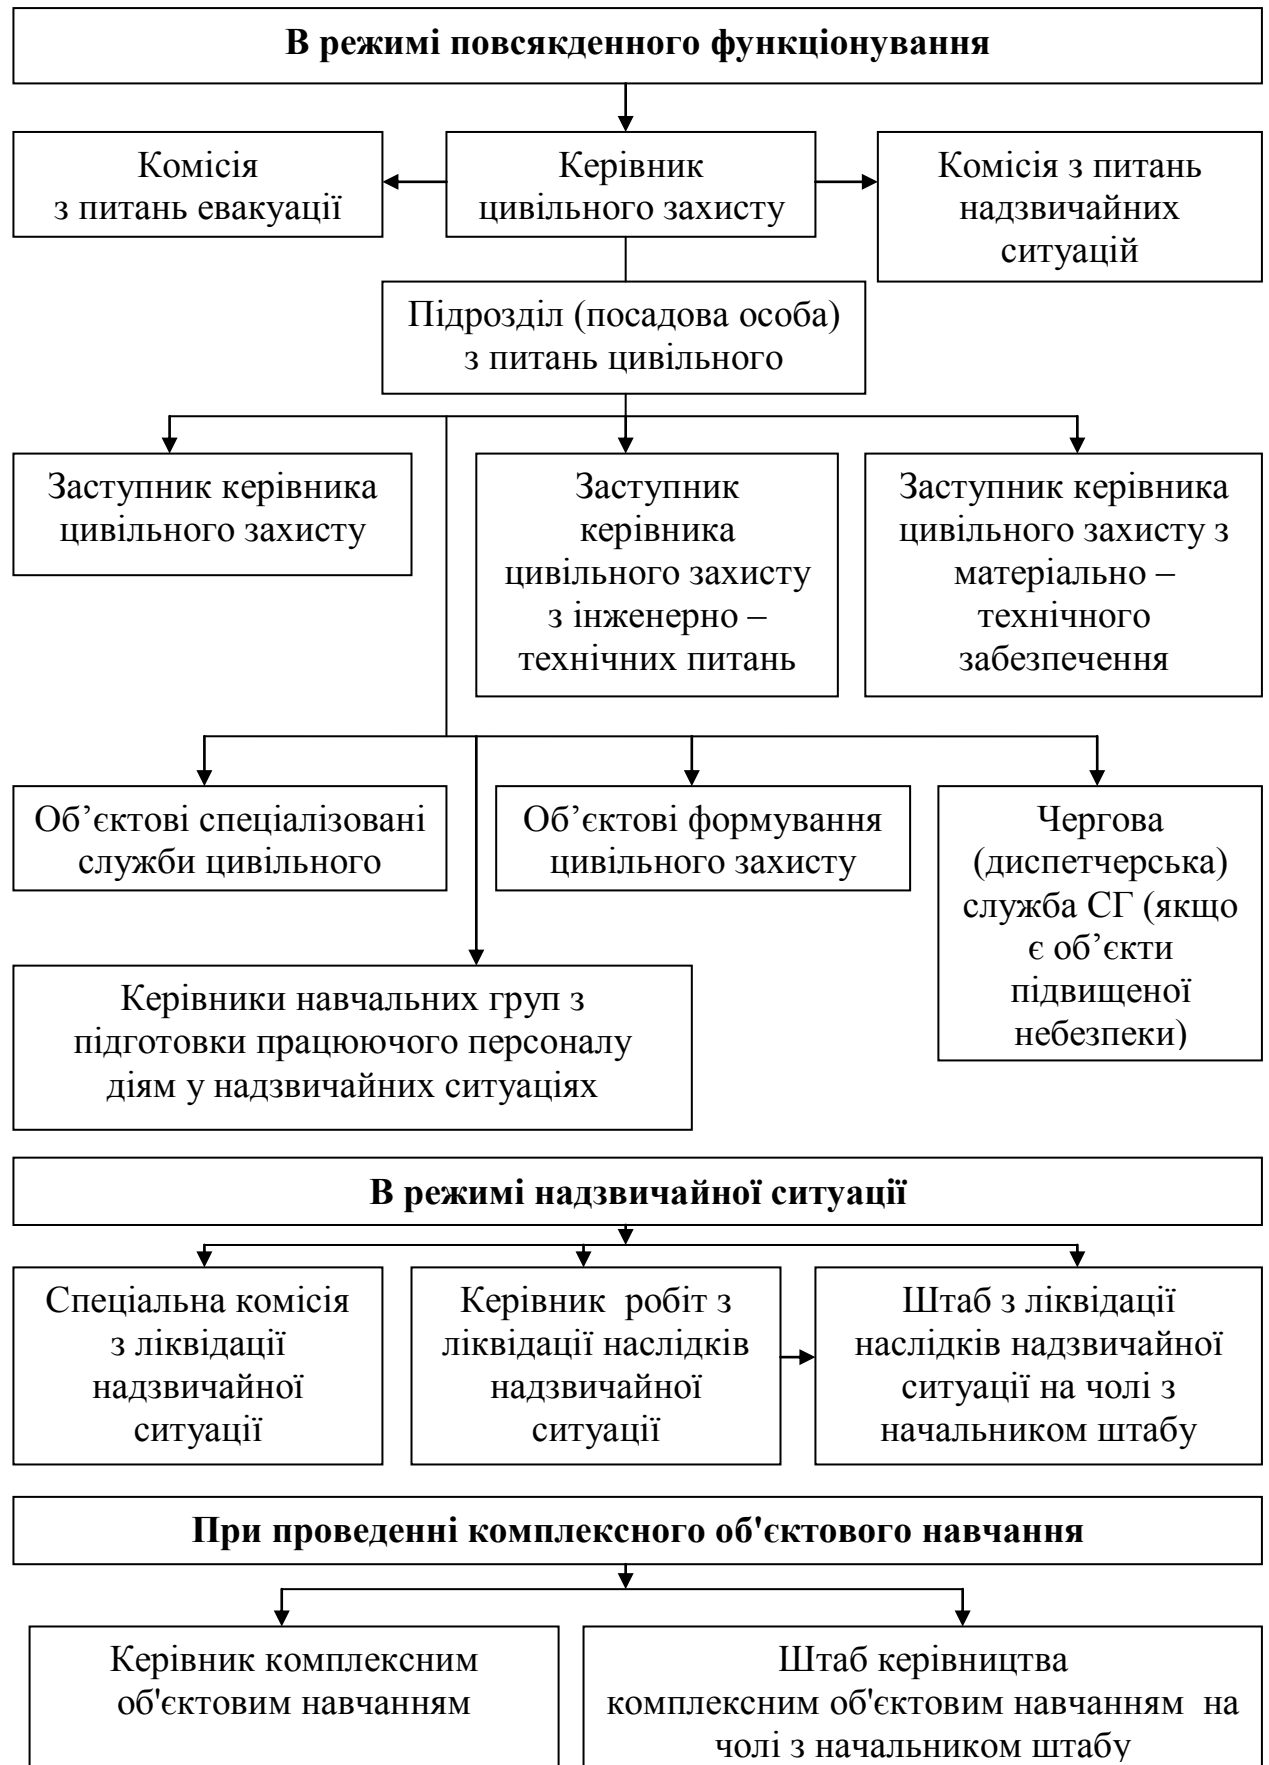 В режимі повсякденного функціонування
Комісія
з питань евакуації
Керівник
цивільного захисту
Комісія з питань
надзвичайних
ситуацій
Підрозділ (посадова особа)
з питань цивільного
Заступник керівника
цивільного захисту
Заступник
керівника
цивільного захисту
з інженерно –
технічних питань
Заступник керівника
цивільного захисту з
матеріально –
технічного
забезпечення
Об’єктові спеціалізовані
служби цивільного
Об’єктові формування
цивільного захисту
Чергова
(диспетчерська)
служба СГ (якщо
є об’єкти
підвищеної
небезпеки)
Керівники навчальних груп з
підготовки працюючого персоналу
діям у надзвичайних ситуаціях
В режимі надзвичайної ситуації
Спеціальна комісія
з ліквідації
надзвичайної
ситуації
Керівник  робіт з
ліквідації наслідків
надзвичайної
ситуації
Штаб з ліквідації
наслідків надзвичайної
ситуації на чолі з
начальником штабу
При проведенні комплексного об'єктового навчання
Керівник комплексним
об'єктовим навчанням
Штаб керівництва
комплексним об'єктовим навчанням  на
чолі з начальником штабу